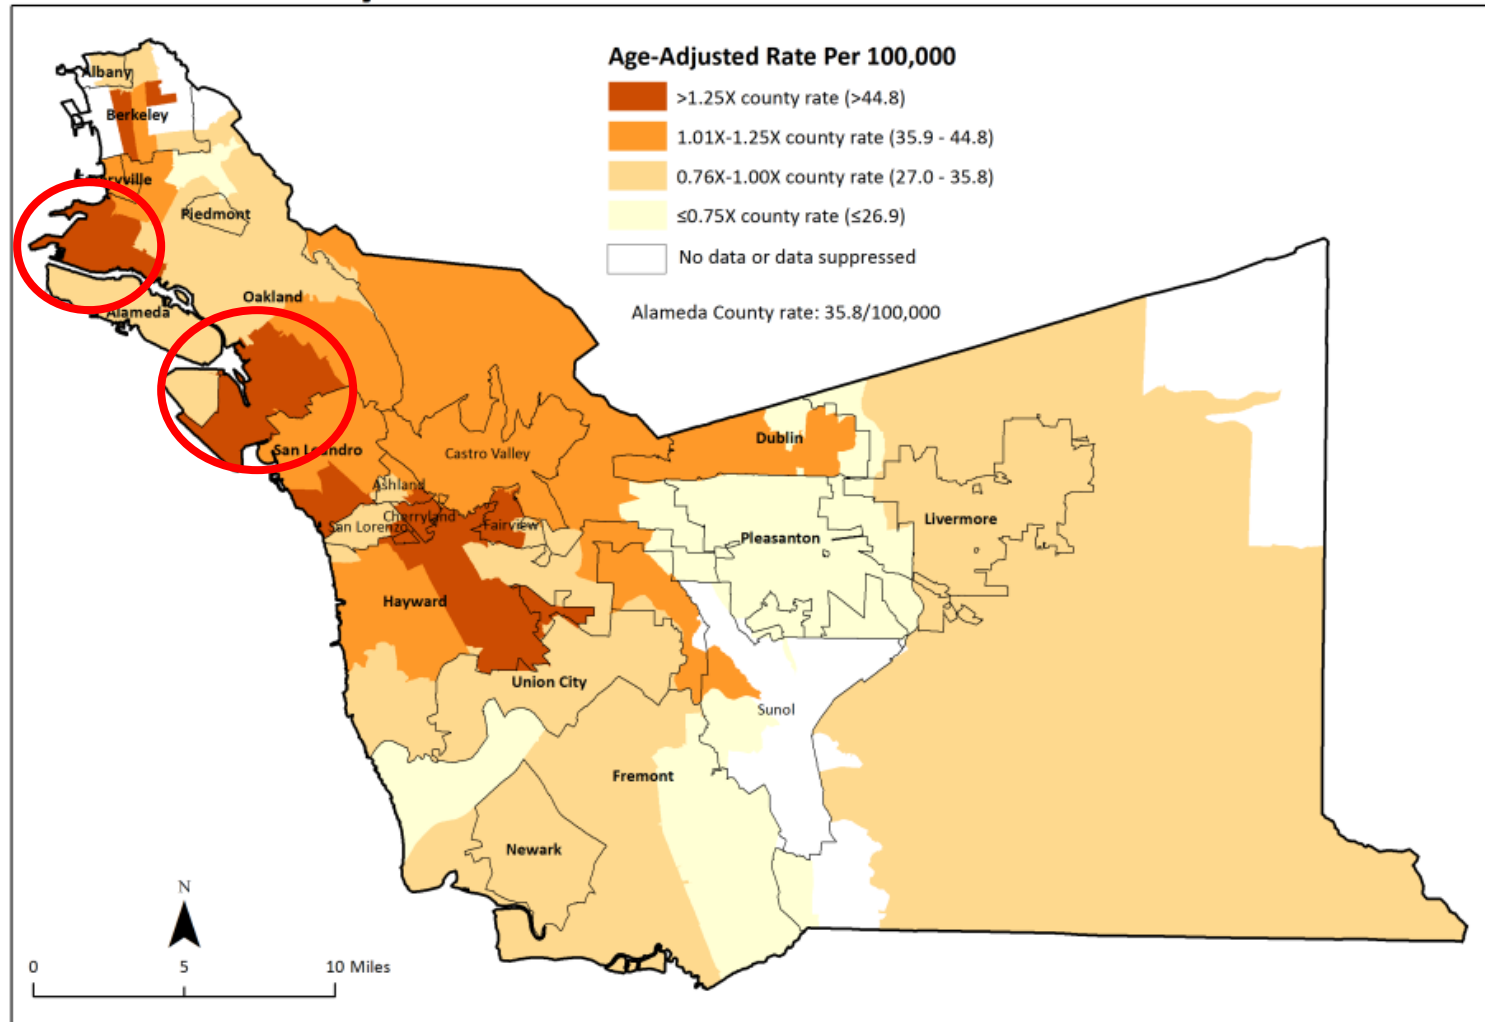 Age-Adjusted Rate Per 100,000
>1.25X county rate (>44.8)
1.01X-1.25X county rate (35.9 - 44.8)
0.76X-1.00X county rate (27.0 - 35.8)
≤0.75X county rate (≤26.9)
No data or data suppressed
Alameda County rate: 35.8/100,000
Albany
Berkeley
Piedmont
Oakland
Alameda
San Leandro
Castro Valley
Dublin
Ashland
Cherryland
San Lorenzo
Fairview
Livermore
Pleasanton
Hayward
Union City
Sunol
Fremont
Newark
N
0 5 10 Miles